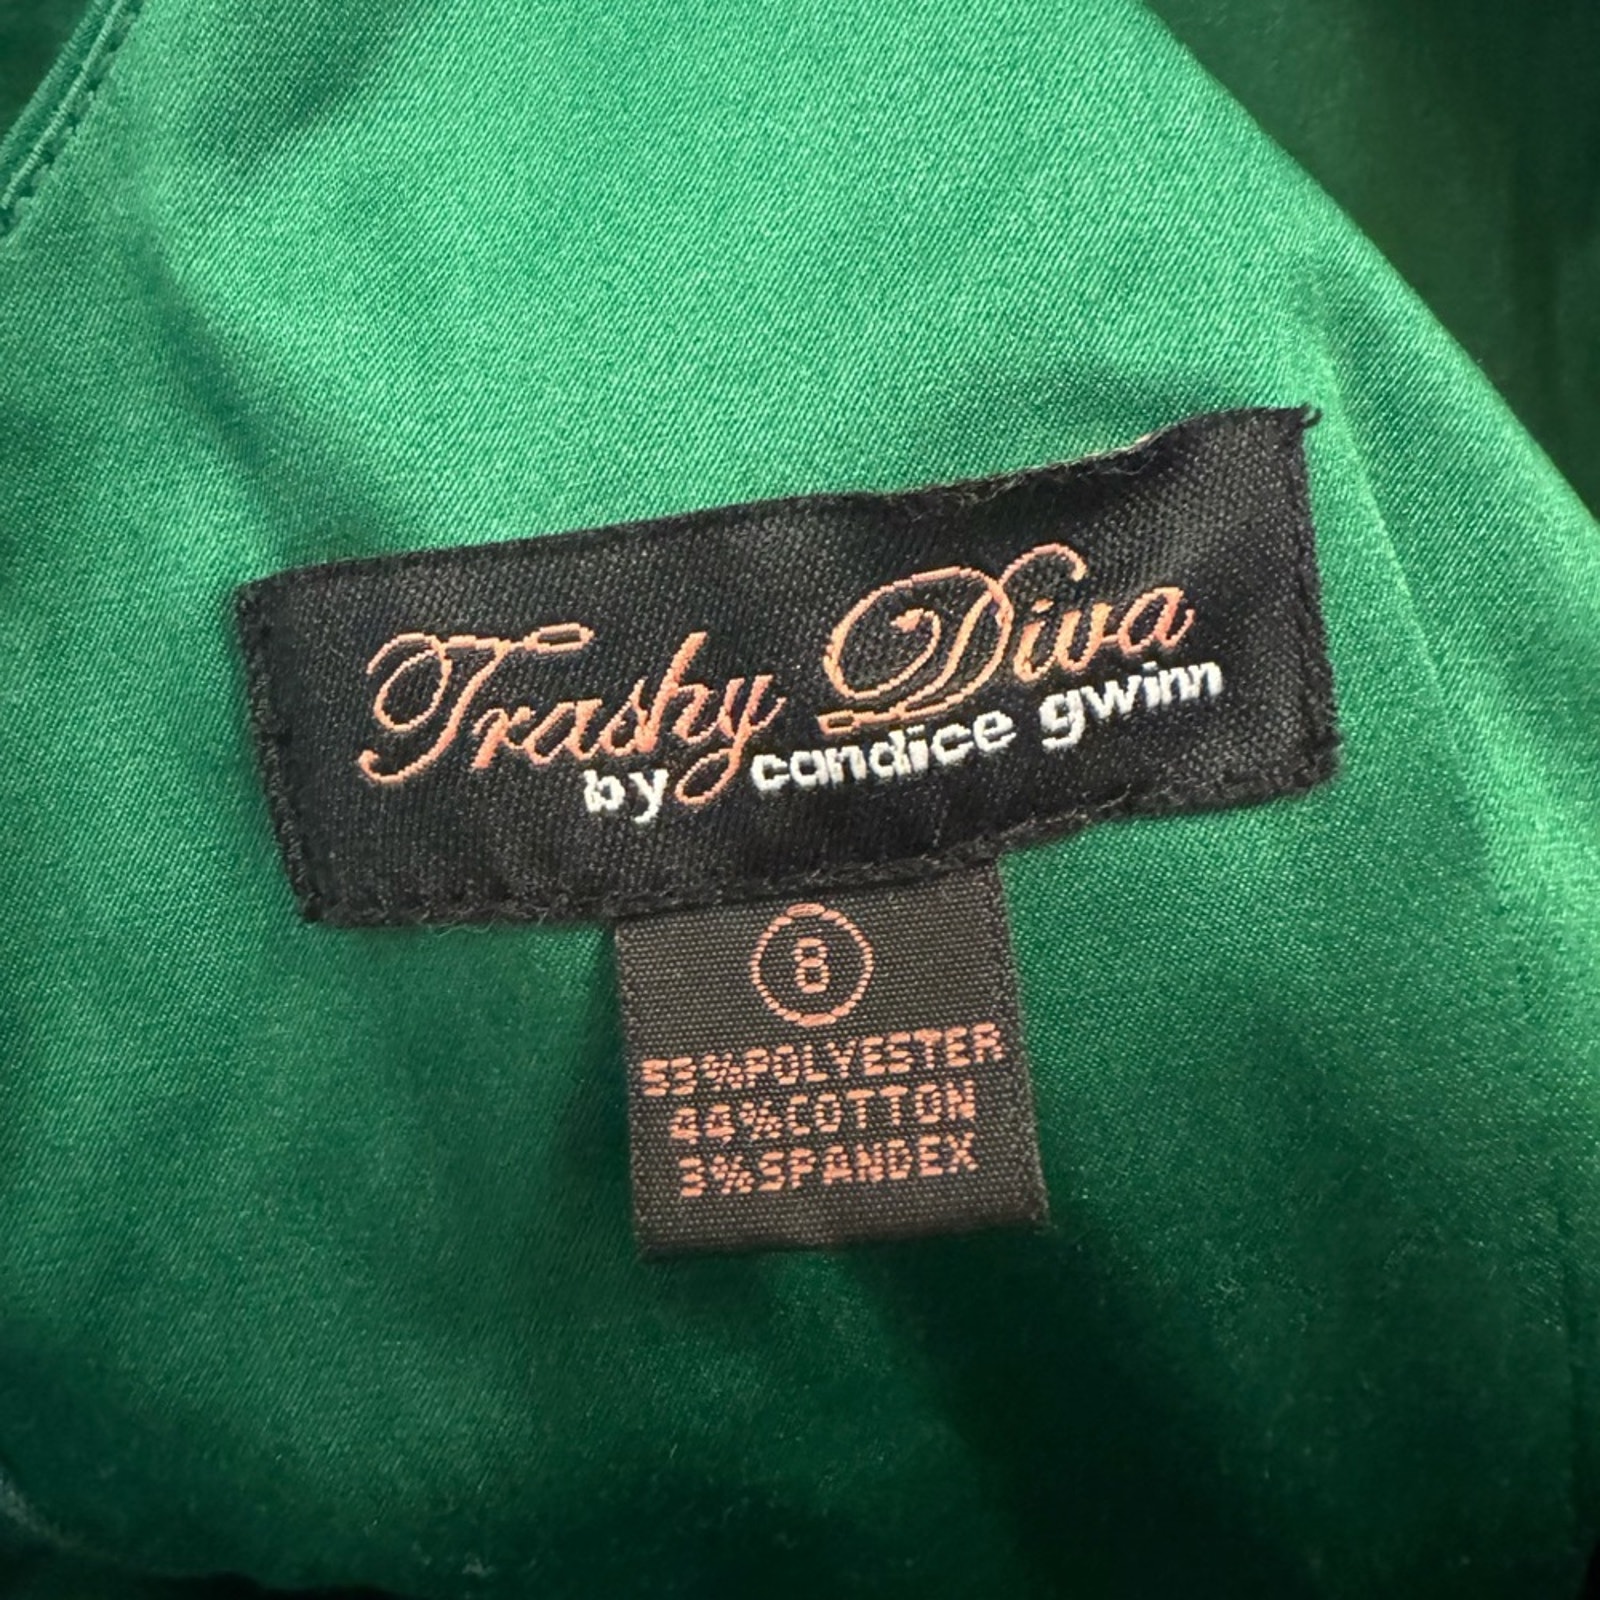 Trashy Diva
by candice gwinn
8
53%POLYESTER
44%COTTON
3%SPANDEX